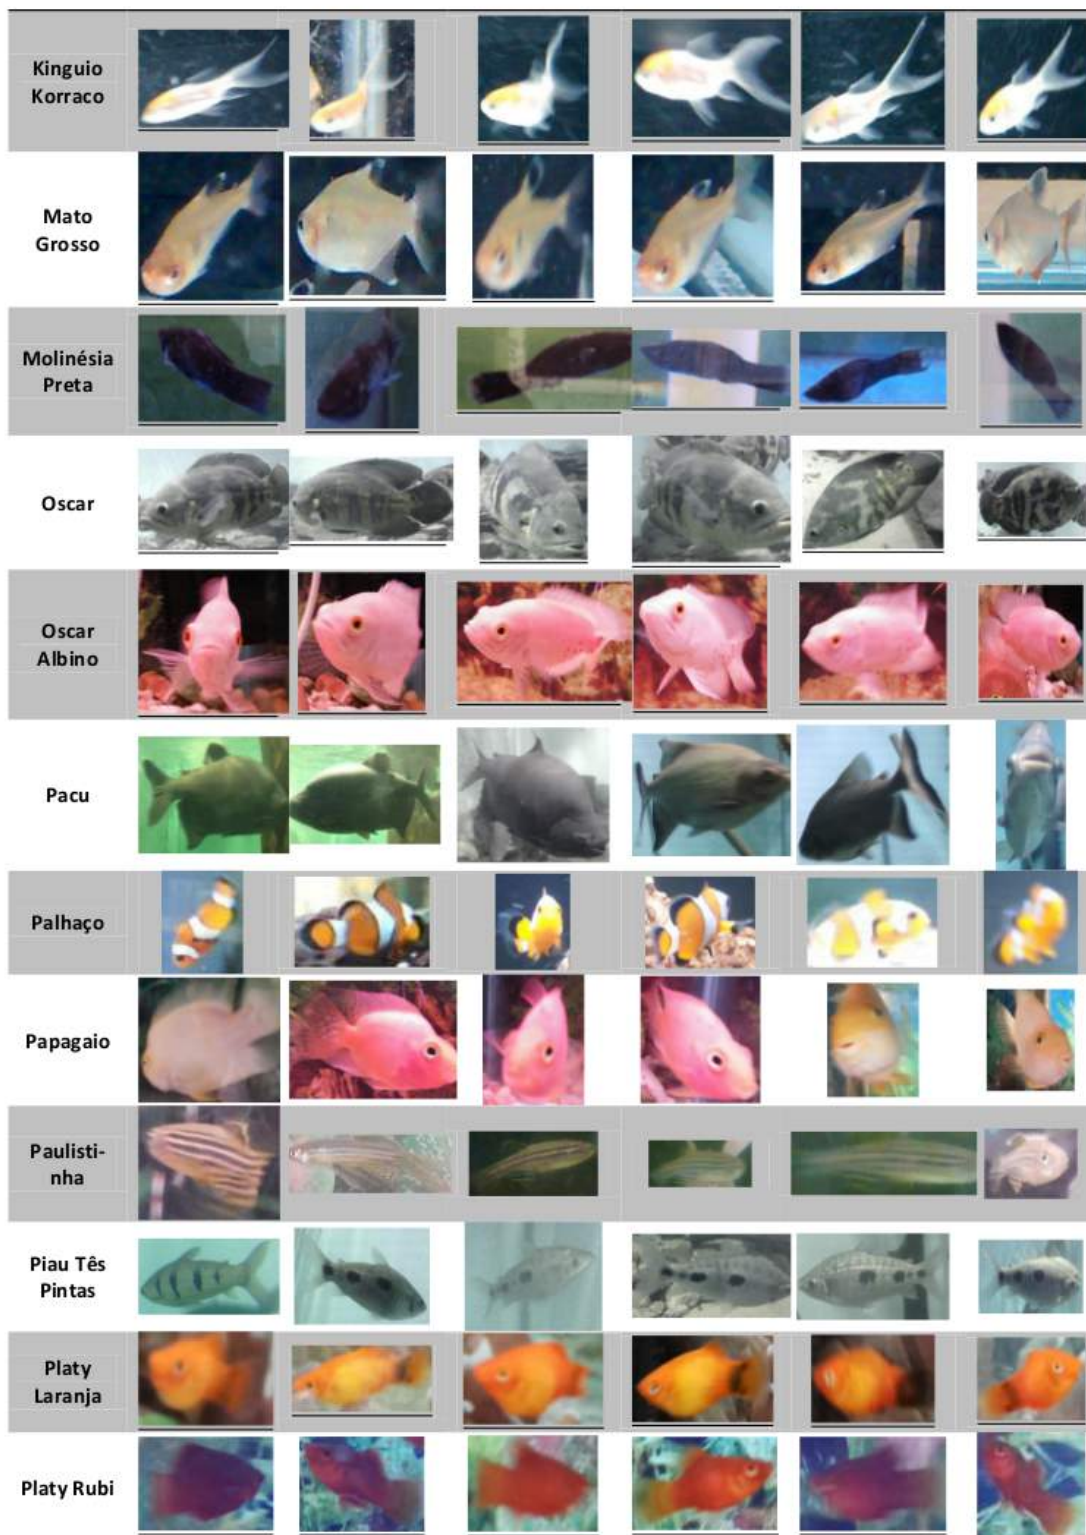 Kinguio
Korraco
Mato
Grosso
Molinésia
Preta
Oscar
Oscar
Albino
Pacu
Palhaço
Papagaio
Paulisti-
nha
Piau Tês
Pintas
Platy
Laranja
Platy Rubi